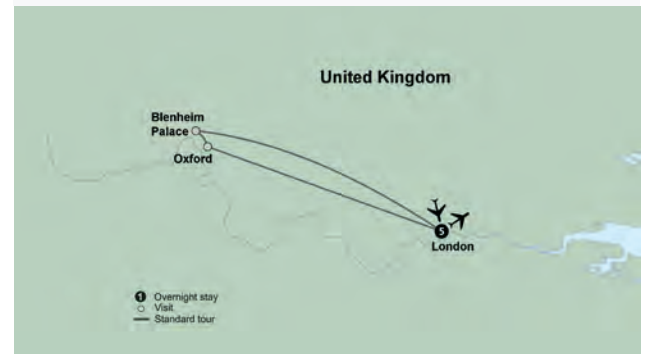 United Kingdom
Blenheim
Palace
Oxford
5
London
1 Overnight stay
Visit
Standard tour